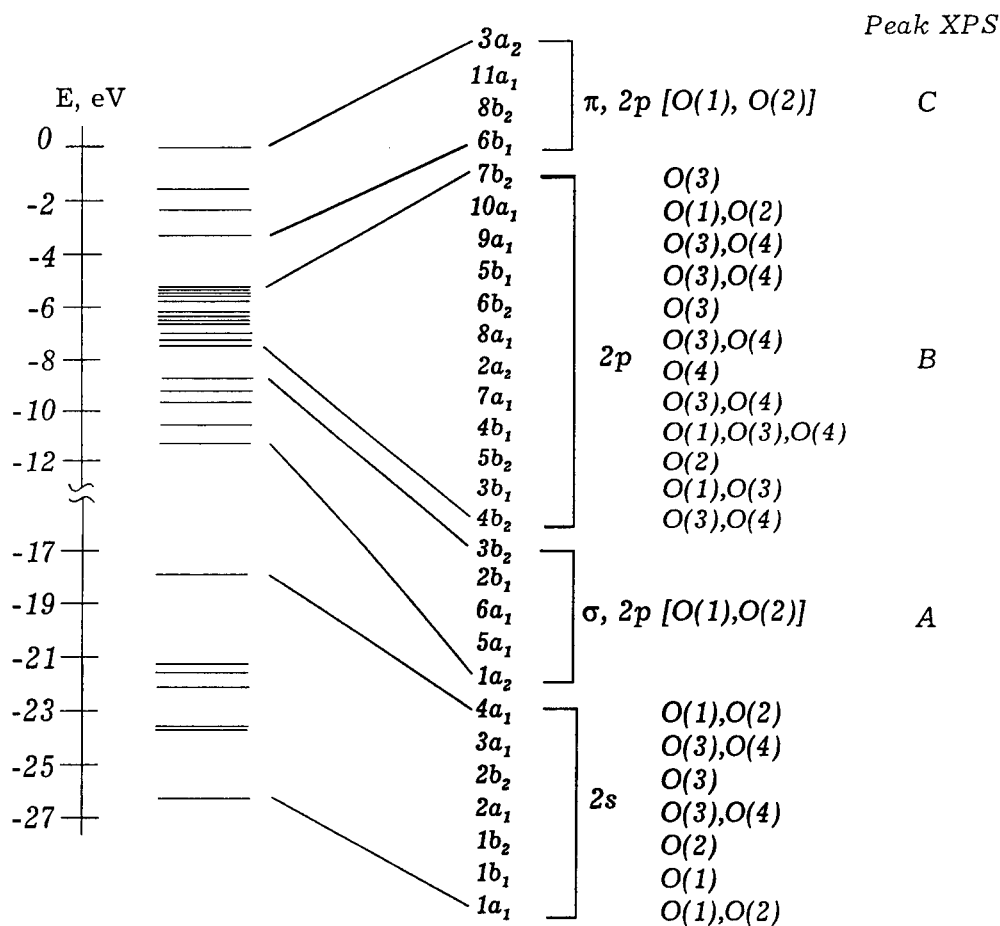 Peak XPS
E, eV
0
-2
-4
-6
-8
-10
-12
-17
-19
-21
-23
-25
-27
3a₂
11a₁
8b₂
6b₁
π, 2p [O(1), O(2)]
C
7b₂ O(3)
10a₁ O(1),O(2)
9a₁ O(3),O(4)
5b₁ O(3),O(4)
6b₂ O(3)
8a₁ O(3),O(4)
2a₂ O(4)
7a₁ O(3),O(4)
4b₁ O(1),O(3),O(4)
5b₂ O(2)
3b₁ O(1),O(3)
4b₂ O(3),O(4)
2p
B
3b₂
2b₁
6a₁
5a₁
1a₂
σ, 2p [O(1),O(2)]
A
4a₁ O(1),O(2)
3a₁ O(3),O(4)
2b₂ O(3)
2a₁ O(3),O(4)
1b₂ O(2)
1b₁ O(1)
1a₁ O(1),O(2)
2s